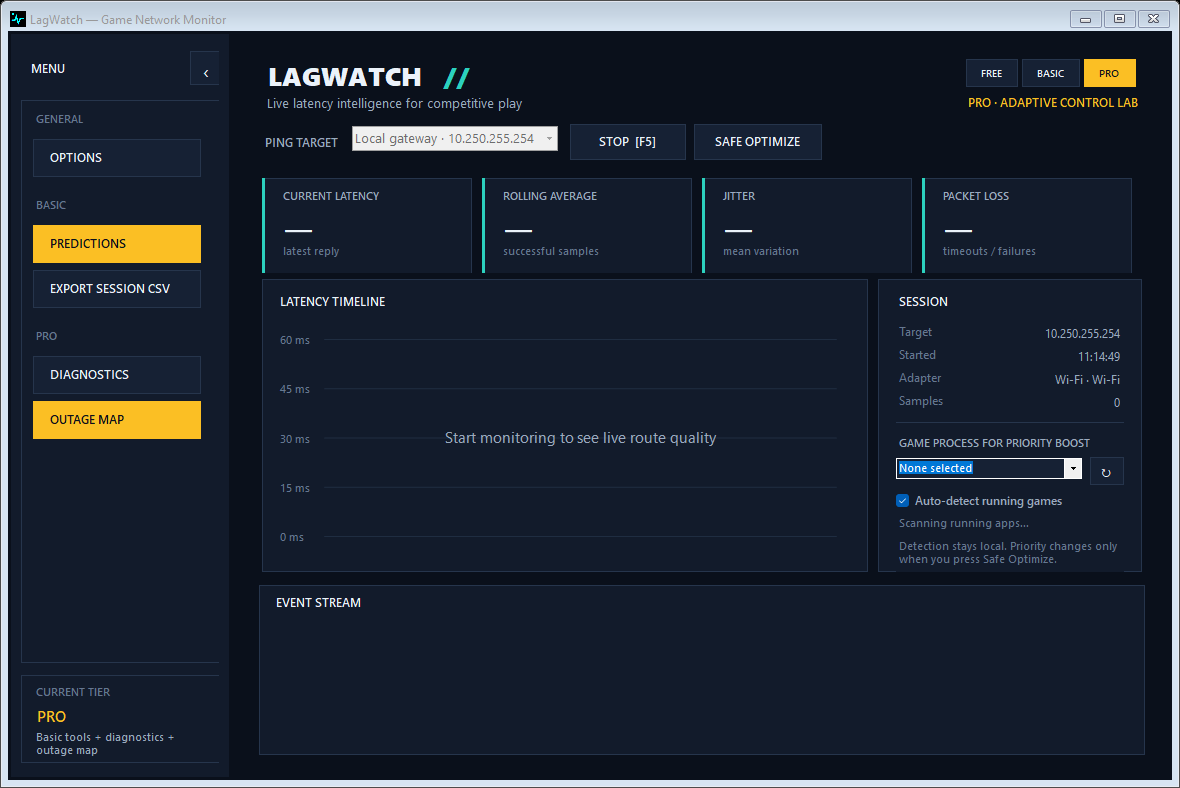 LagWatch — Game Network Monitor
MENU
‹
GENERAL
OPTIONS
BASIC
PREDICTIONS
EXPORT SESSION CSV
PRO
DIAGNOSTICS
OUTAGE MAP
CURRENT TIER
PRO
Basic tools + diagnostics +
outage map
LAGWATCH //
Live latency intelligence for competitive play
FREE
BASIC
PRO
PRO · ADAPTIVE CONTROL LAB
PING TARGET
Local gateway · 10.250.255.254
STOP [F5]
SAFE OPTIMIZE
CURRENT LATENCY
—
latest reply
ROLLING AVERAGE
—
successful samples
JITTER
—
mean variation
PACKET LOSS
—
timeouts / failures
LATENCY TIMELINE
60 ms
45 ms
30 ms
15 ms
0 ms
Start monitoring to see live route quality
SESSION
Target 10.250.255.254
Started 11:14:49
Adapter Wi-Fi · Wi-Fi
Samples 0
GAME PROCESS FOR PRIORITY BOOST
None selected
↻
Auto-detect running games
Scanning running apps...
Detection stays local. Priority changes only
when you press Safe Optimize.
EVENT STREAM